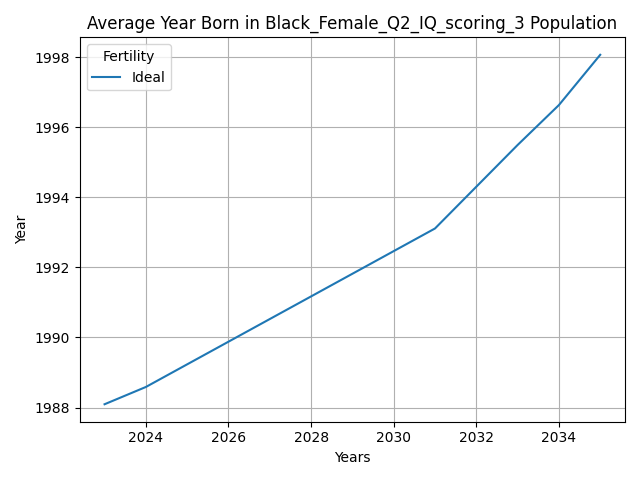 Average Year Born in Black_Female_Q2_IQ_scoring_3 Population
Fertility
Ideal
1998
1996
1994
1992
1990
1988
Year
2024 2026 2028 2030 2032 2034
Years